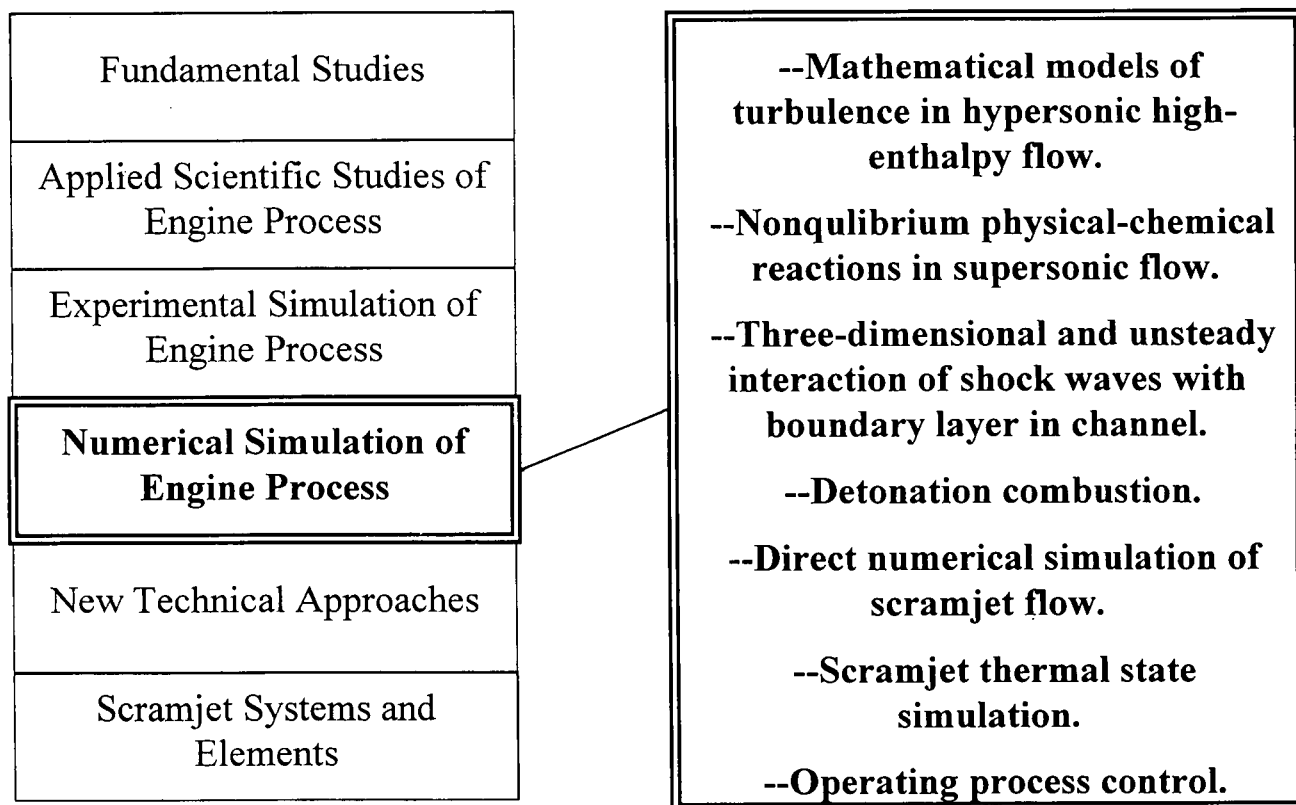 Fundamental Studies
Applied Scientific Studies of
Engine Process
Experimental Simulation of
Engine Process
Numerical Simulation of
Engine Process
New Technical Approaches
Scramjet Systems and
Elements
--Mathematical models of
turbulence in hypersonic high-
enthalpy flow.
--Nonqulibrium physical-chemical
reactions in supersonic flow.
--Three-dimensional and unsteady
interaction of shock waves with
boundary layer in channel.
--Detonation combustion.
--Direct numerical simulation of
scramjet flow.
--Scramjet thermal state
simulation.
--Operating process control.